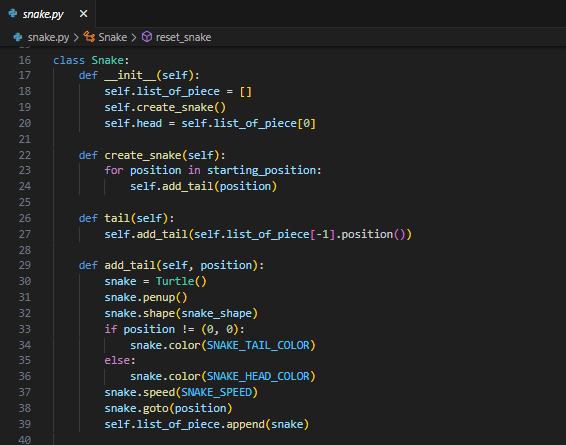 snake.py ×
snake.py > Snake > reset_snake
16 class Snake:
17     def __init__(self):
18         self.list_of_piece = []
19         self.create_snake()
20         self.head = self.list_of_piece[0]
21
22     def create_snake(self):
23         for position in starting_position:
24             self.add_tail(position)
25
26     def tail(self):
27         self.add_tail(self.list_of_piece[-1].position())
28
29     def add_tail(self, position):
30         snake = Turtle()
31         snake.penup()
32         snake.shape(snake_shape)
33         if position != (0, 0):
34             snake.color(SNAKE_TAIL_COLOR)
35         else:
36             snake.color(SNAKE_HEAD_COLOR)
37         snake.speed(SNAKE_SPEED)
38         snake.goto(position)
39         self.list_of_piece.append(snake)
40